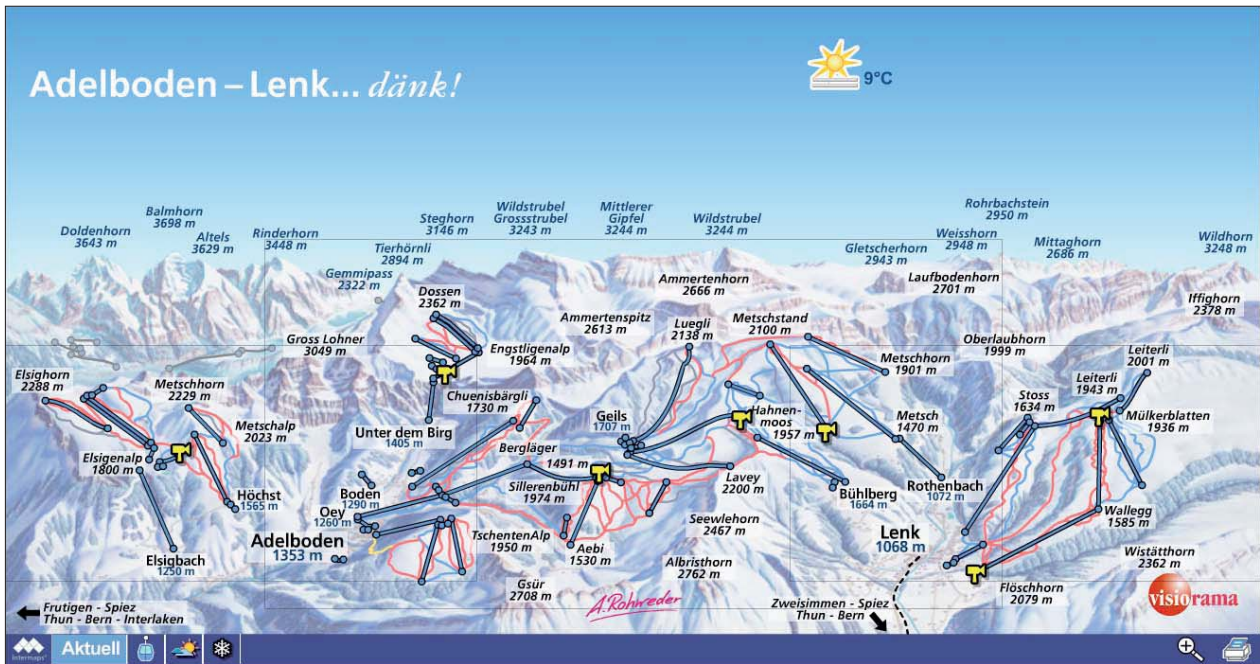 Adelboden – Lenk... dänk!
9°C
Doldenhorn
3643 m
Balmhorn
3698 m
Altels
3629 m
Rinderhorn
3448 m
Gemmipass
2322 m
Tierhörnli
2894 m
Steghorn
3146 m
Wildstrubel
Grossstrubel
3243 m
Mittlerer
Gipfel
3244 m
Wildstrubel
3244 m
Gletscherhorn
2943 m
Weisshorn
2948 m
Rohrbachstein
2950 m
Mittaghorn
2686 m
Wildhorn
3248 m
Dossen
2362 m
Ammertenspitz
2613 m
Ammertenhorn
2666 m
Laufbodenhorn
2701 m
Iffighorn
2378 m
Gross Lohner
3049 m
Engstligenalp
1964 m
Luegli
2138 m
Metschstand
2100 m
Metschhorn
1901 m
Oberlaubhorn
1999 m
Leiterli
2001 m
Elsighorn
2288 m
Metschhorn
2229 m
Metschalp
2023 m
Chuenisbärgli
1730 m
Unter dem Birg
1405 m
Geils
1707 m
Hahnen-
moos
1957 m
Metsch
1470 m
Stoss
1634 m
Leiterli
1943 m
Mülkerblatten
1936 m
Elsigenalp
1800 m
Höchst
1565 m
Elsigbach
1250 m
Boden
1290 m
Oey
1260 m
Adelboden
1353 m
Bergläger
1491 m
Sillerenbühl
1974 m
TschentenAlp
1950 m
Aebi
1530 m
Lavey
2200 m
Seewlehorn
2467 m
Albristhorn
2762 m
Gsür
2708 m
Bühlberg
1664 m
Rothenbach
1072 m
Lenk
1068 m
Wallegg
1585 m
Wistätthorn
2362 m
Flöschhorn
2079 m
Frutigen - Spiez
Thun - Bern - Interlaken
A.Rohweder
Zweisimmen - Spiez
Thun - Bern
visiorama
intermaps
Aktuell